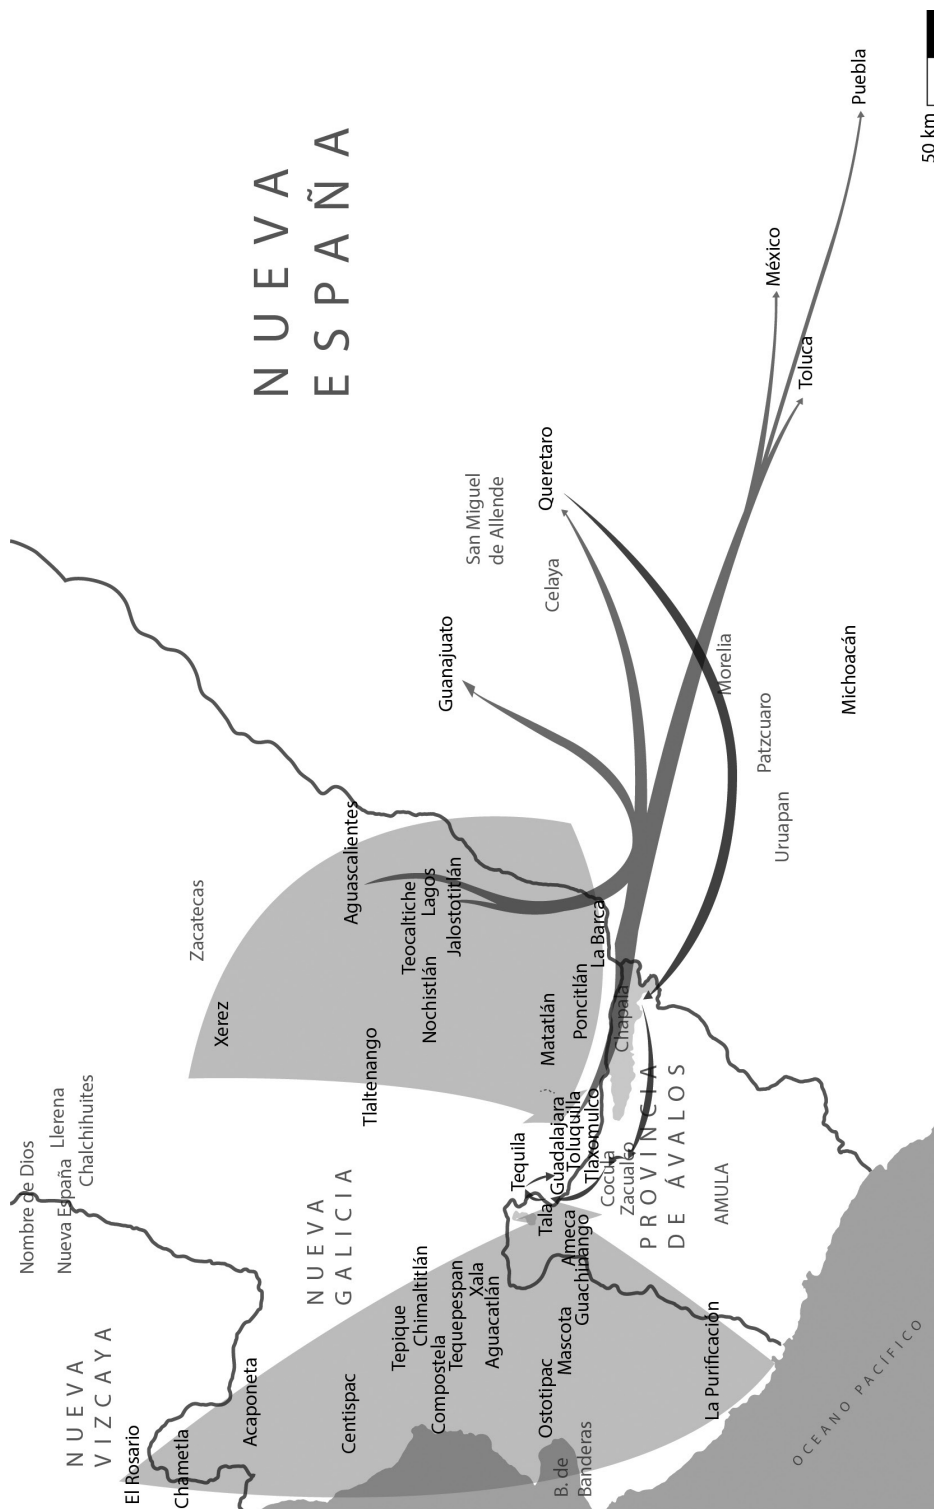 Nombre de Dios
Nueva España
Llerena
Chalchihuites
NUEVA
VIZCAYA
El Rosario
Chametla
Acaponeta
Centispac
NUEVA
GALICIA
Tepique
Chimaltitlán
Compostela
Tequepespan
Xala
Aguacatlán
Ostotipac
Mascota
Guachinango
Ameca
Tala
B. de
Banderas
La Purificación
OCEANO PACÍFICO
Zacatecas
Xerez
Tlaltenango
Aguascalientes
Teocaltiche
Lagos
Nochistlán
Jalostotitlán
Matatlán
Poncitlán
La Barca
Tequila
Guadalajara
Toluquilla
Tlaxomulco
Cocula
Zacualco
Chapala
PROVINCIA
DE ÁVALOS
AMULA
NUEVA
ESPAÑA
Guanajuato
San Miguel
de Allende
Celaya
Queretaro
Morelia
Patzcuaro
Uruapan
Michoacán
México
Toluca
Puebla
50 km